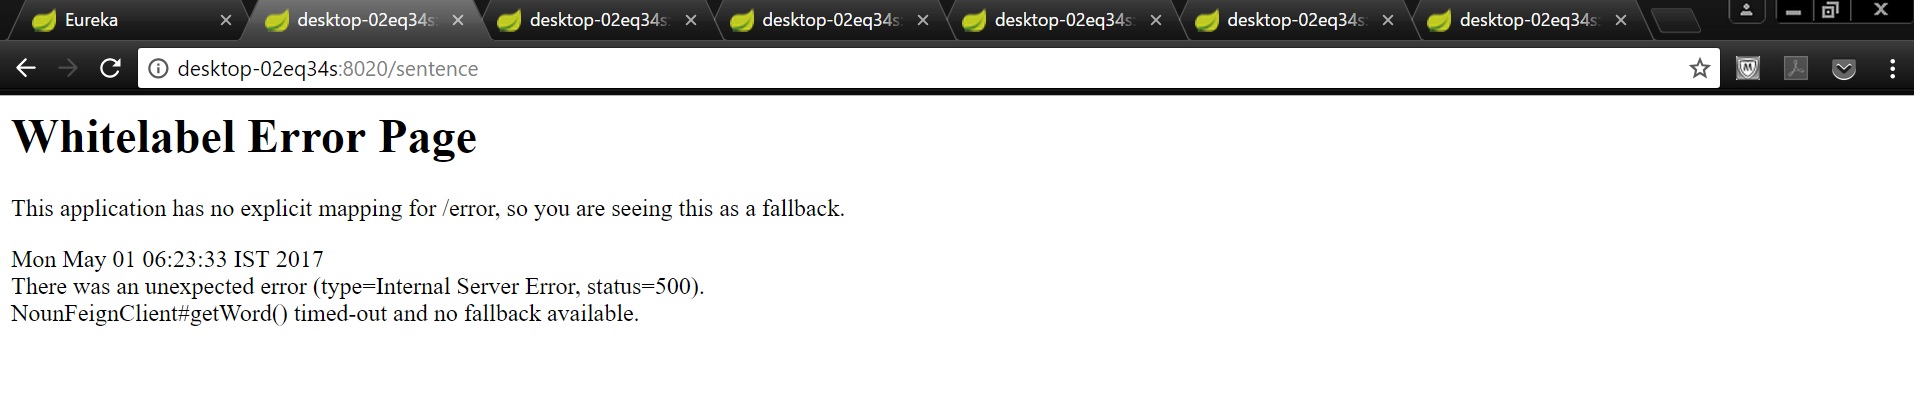 Eureka
desktop-02eq34s:
desktop-02eq34s:
desktop-02eq34s:
desktop-02eq34s:
desktop-02eq34s:
desktop-02eq34s:
desktop-02eq34s:8020/sentence
Whitelabel Error Page
This application has no explicit mapping for /error, so you are seeing this as a fallback.
Mon May 01 06:23:33 IST 2017
There was an unexpected error (type=Internal Server Error, status=500).
NounFeignClient#getWord() timed-out and no fallback available.